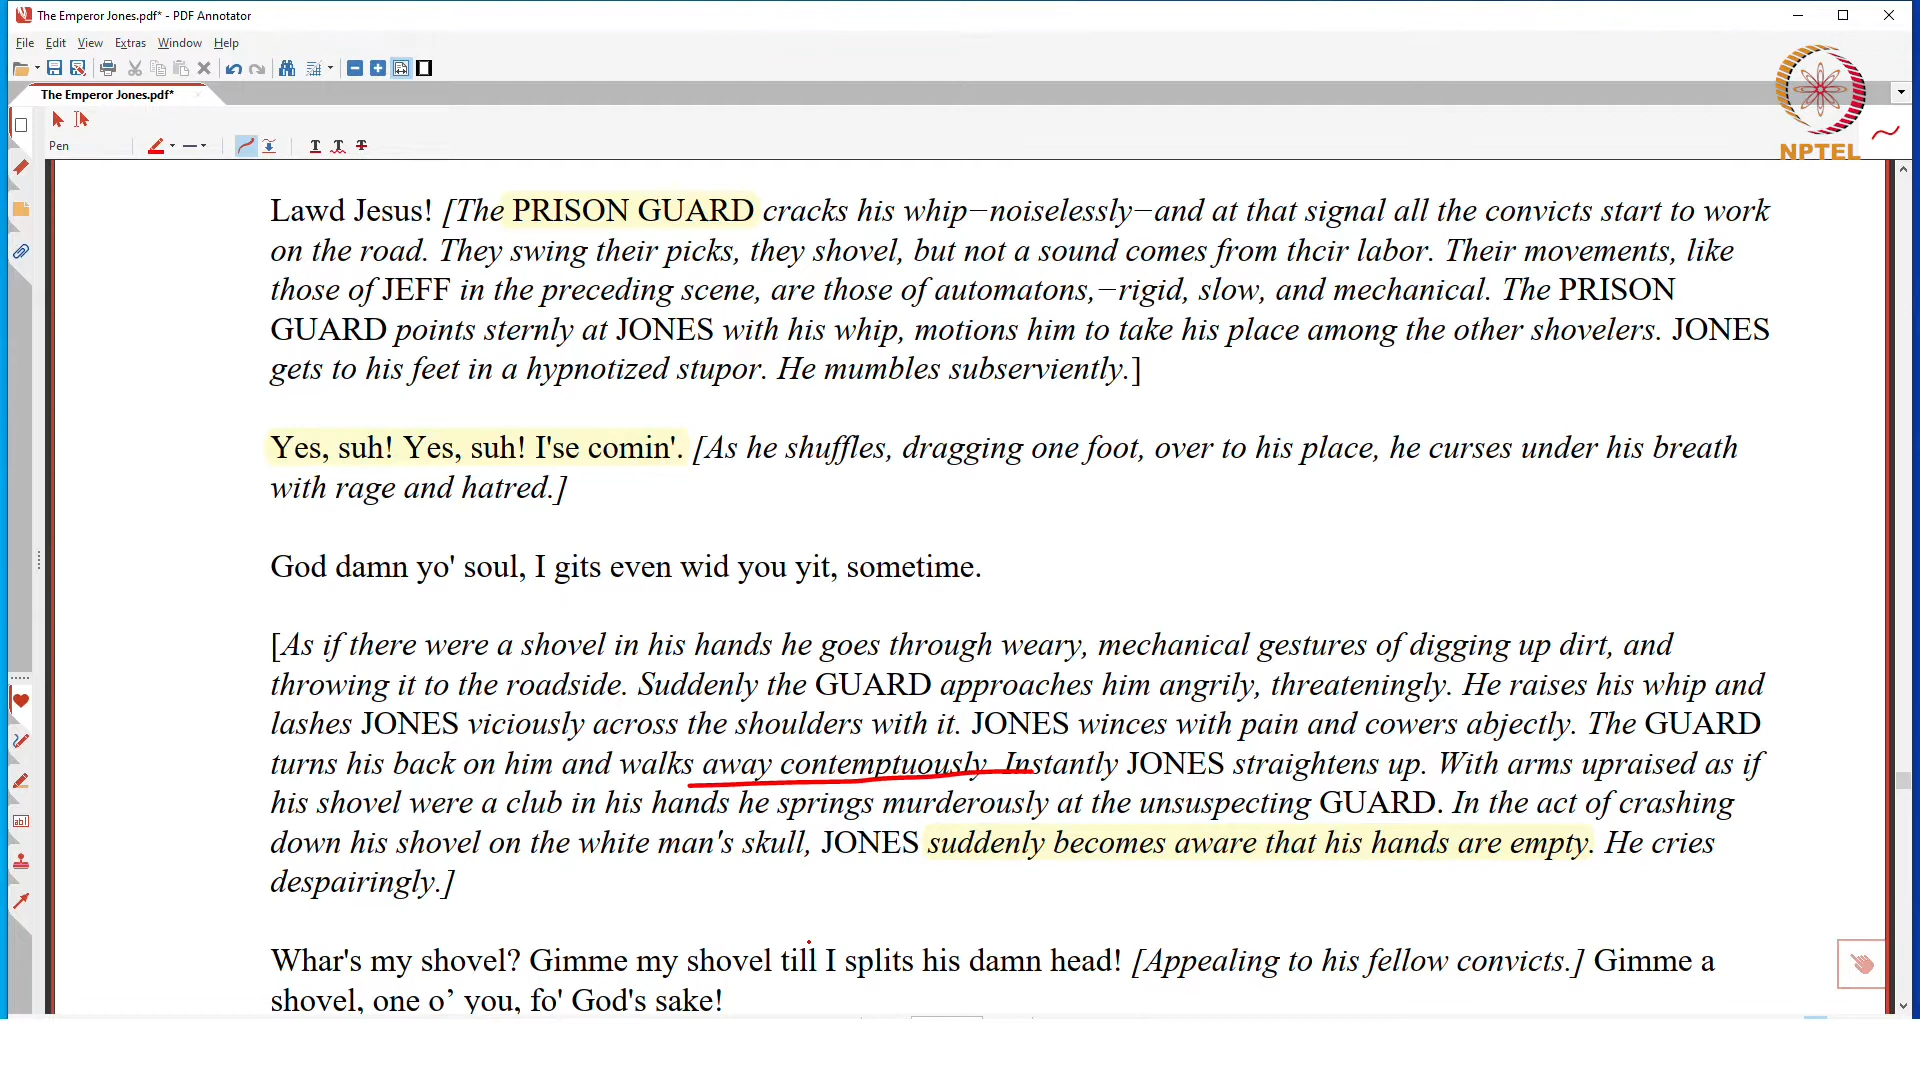 The Emperor Jones.pdf* - PDF Annotator
File Edit View Extras Window Help
The Emperor Jones.pdf*
Pen
NPTEL
Lawd Jesus! [The PRISON GUARD cracks his whip—noiselessly—and at that signal all the convicts start to work
on the road. They swing their picks, they shovel, but not a sound comes from thcir labor. Their movements, like
those of JEFF in the preceding scene, are those of automatons,—rigid, slow, and mechanical. The PRISON
GUARD points sternly at JONES with his whip, motions him to take his place among the other shovelers. JONES
gets to his feet in a hypnotized stupor. He mumbles subserviently.]
Yes, suh! Yes, suh! I'se comin'. [As he shuffles, dragging one foot, over to his place, he curses under his breath
with rage and hatred.]
God damn yo' soul, I gits even wid you yit, sometime.
[As if there were a shovel in his hands he goes through weary, mechanical gestures of digging up dirt, and
throwing it to the roadside. Suddenly the GUARD approaches him angrily, threateningly. He raises his whip and
lashes JONES viciously across the shoulders with it. JONES winces with pain and cowers abjectly. The GUARD
turns his back on him and walks away contemptuously. Instantly JONES straightens up. With arms upraised as if
his shovel were a club in his hands he springs murderously at the unsuspecting GUARD. In the act of crashing
down his shovel on the white man's skull, JONES suddenly becomes aware that his hands are empty. He cries
despairingly.]
Whar's my shovel? Gimme my shovel till I splits his damn head! [Appealing to his fellow convicts.] Gimme a
shovel, one o’ you, fo' God's sake!